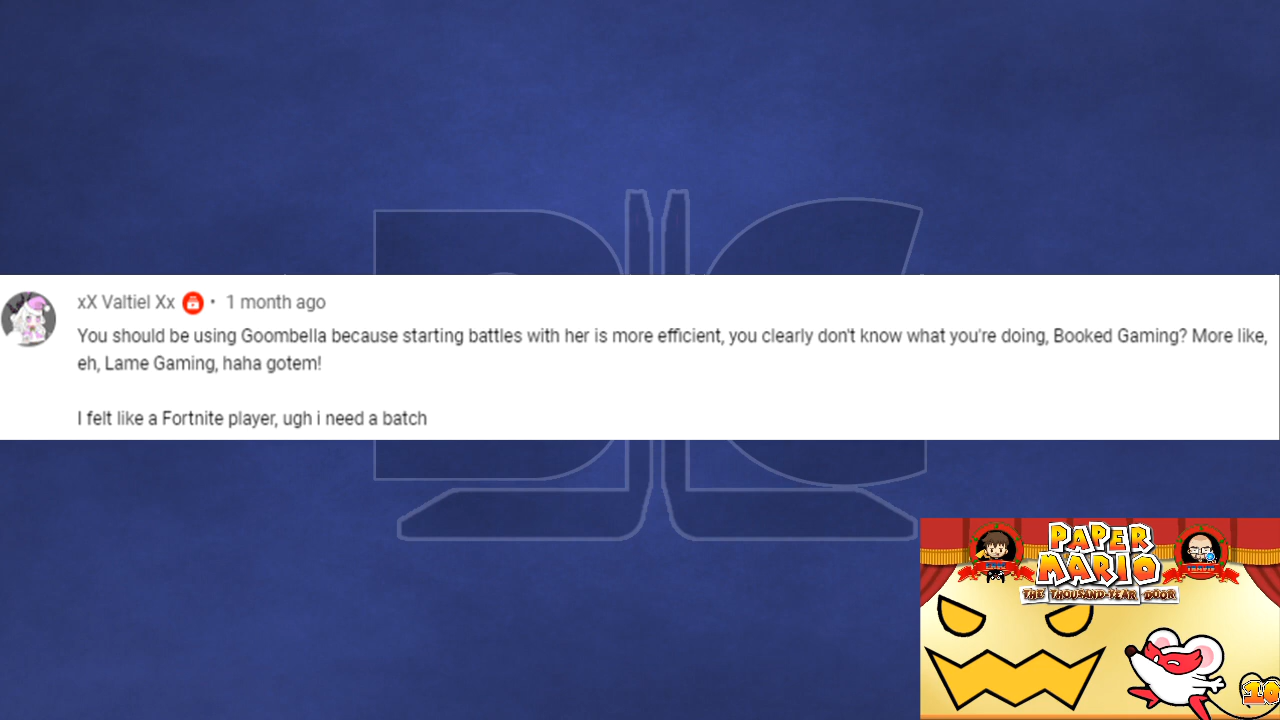 xX Valtiel Xx • 1 month ago
You should be using Goombella because starting battles with her is more efficient, you clearly don't know what you're doing, Booked Gaming? More like,
eh, Lame Gaming, haha gotem!
I felt like a Fortnite player, ugh i need a batch
PAPER
MARIO
THE THOUSAND-YEAR DOOR